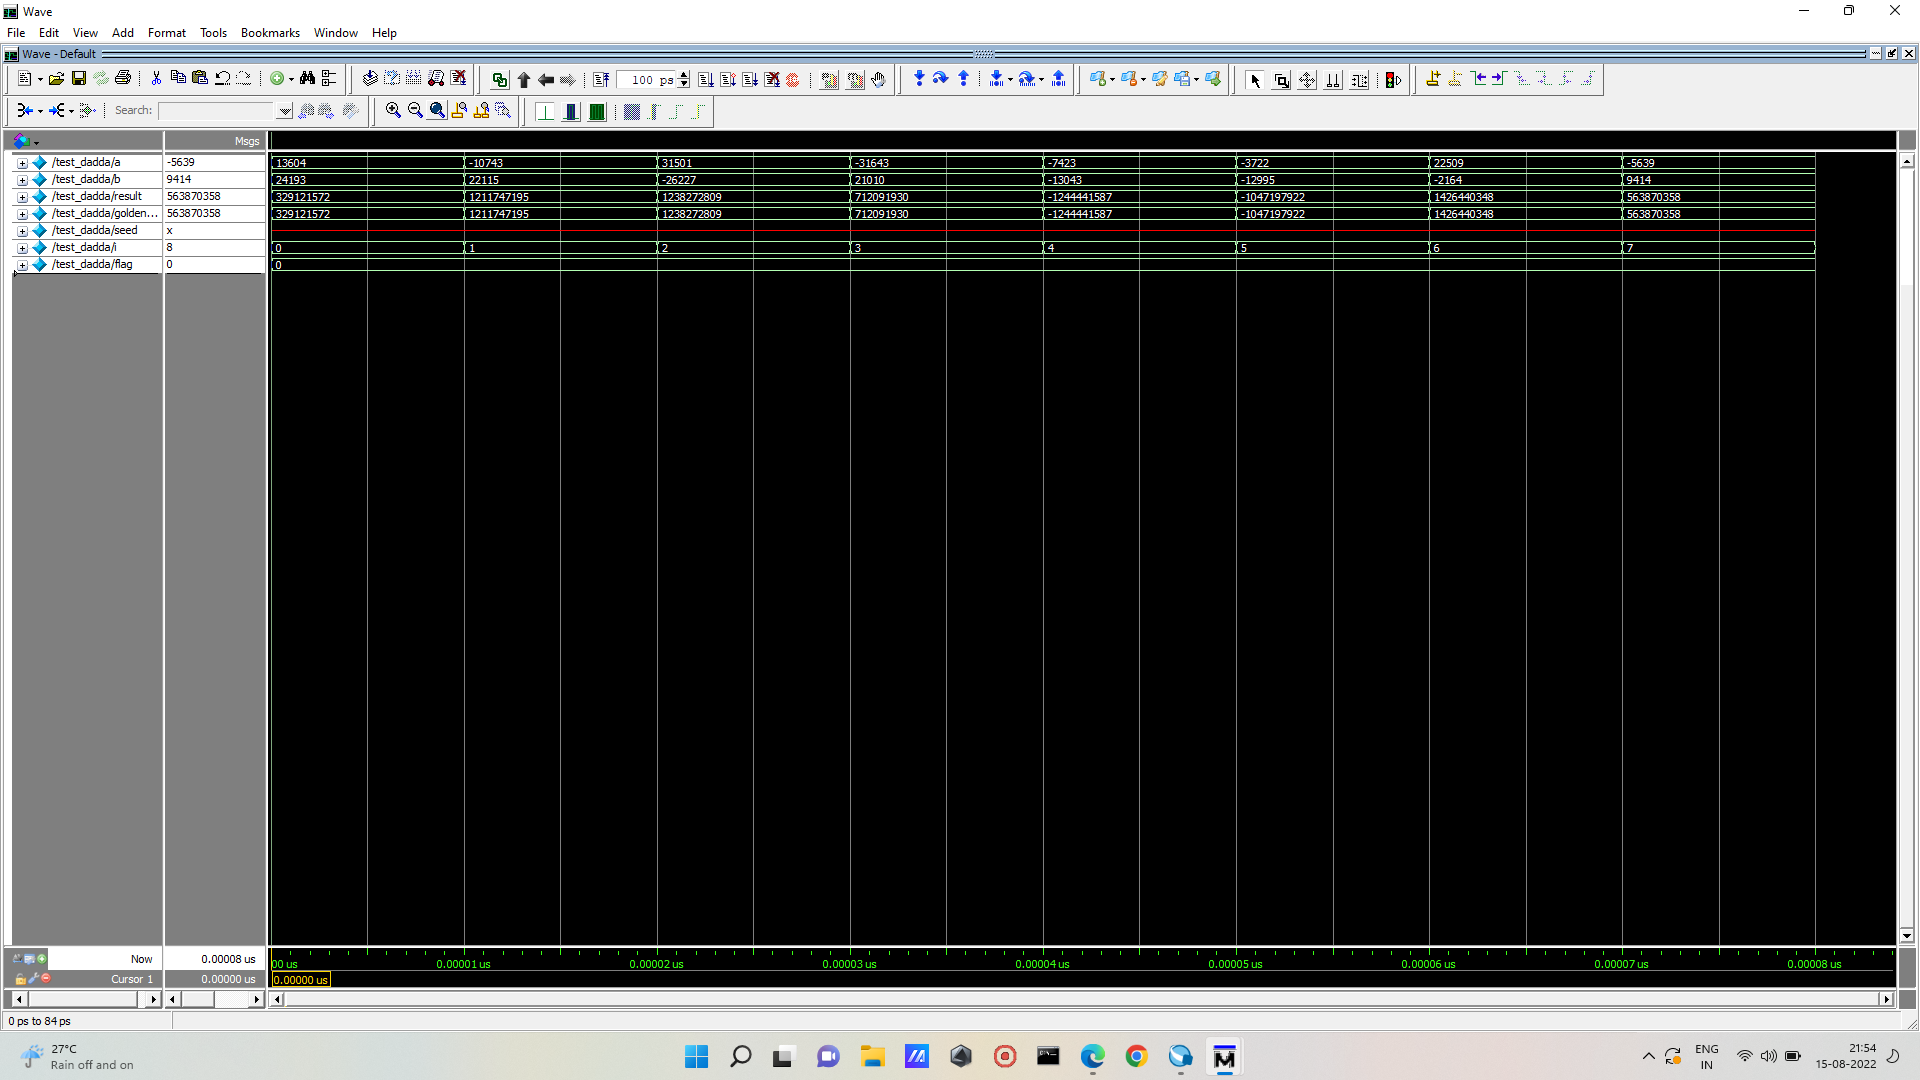 Wave
File Edit View Add Format Tools Bookmarks Window Help
Wave - Default
100 ps
Search:
Msgs
/test_dadda/a -5639 13604 -10743 31501 -31643 -7423 -3722 22509 -5639
/test_dadda/b 9414 24193 22115 -26227 21010 -13043 -12995 -2164 9414
/test_dadda/result 563870358 329121572 1211747195 1238272809 712091930 -1244441587 -1047197922 1426440348 563870358
/test_dadda/golden... 563870358 329121572 1211747195 1238272809 712091930 -1244441587 -1047197922 1426440348 563870358
/test_dadda/seed x
/test_dadda/i 8 0 1 2 3 4 5 6 7
/test_dadda/flag 0 0
Now 0.00008 us 00 us 0.00001 us 0.00002 us 0.00003 us 0.00004 us 0.00005 us 0.00006 us 0.00007 us 0.00008 us
Cursor 1 0.00000 us 0.00000 us
0 ps to 84 ps
27°C
Rain off and on
ENG
IN
21:54
15-08-2022